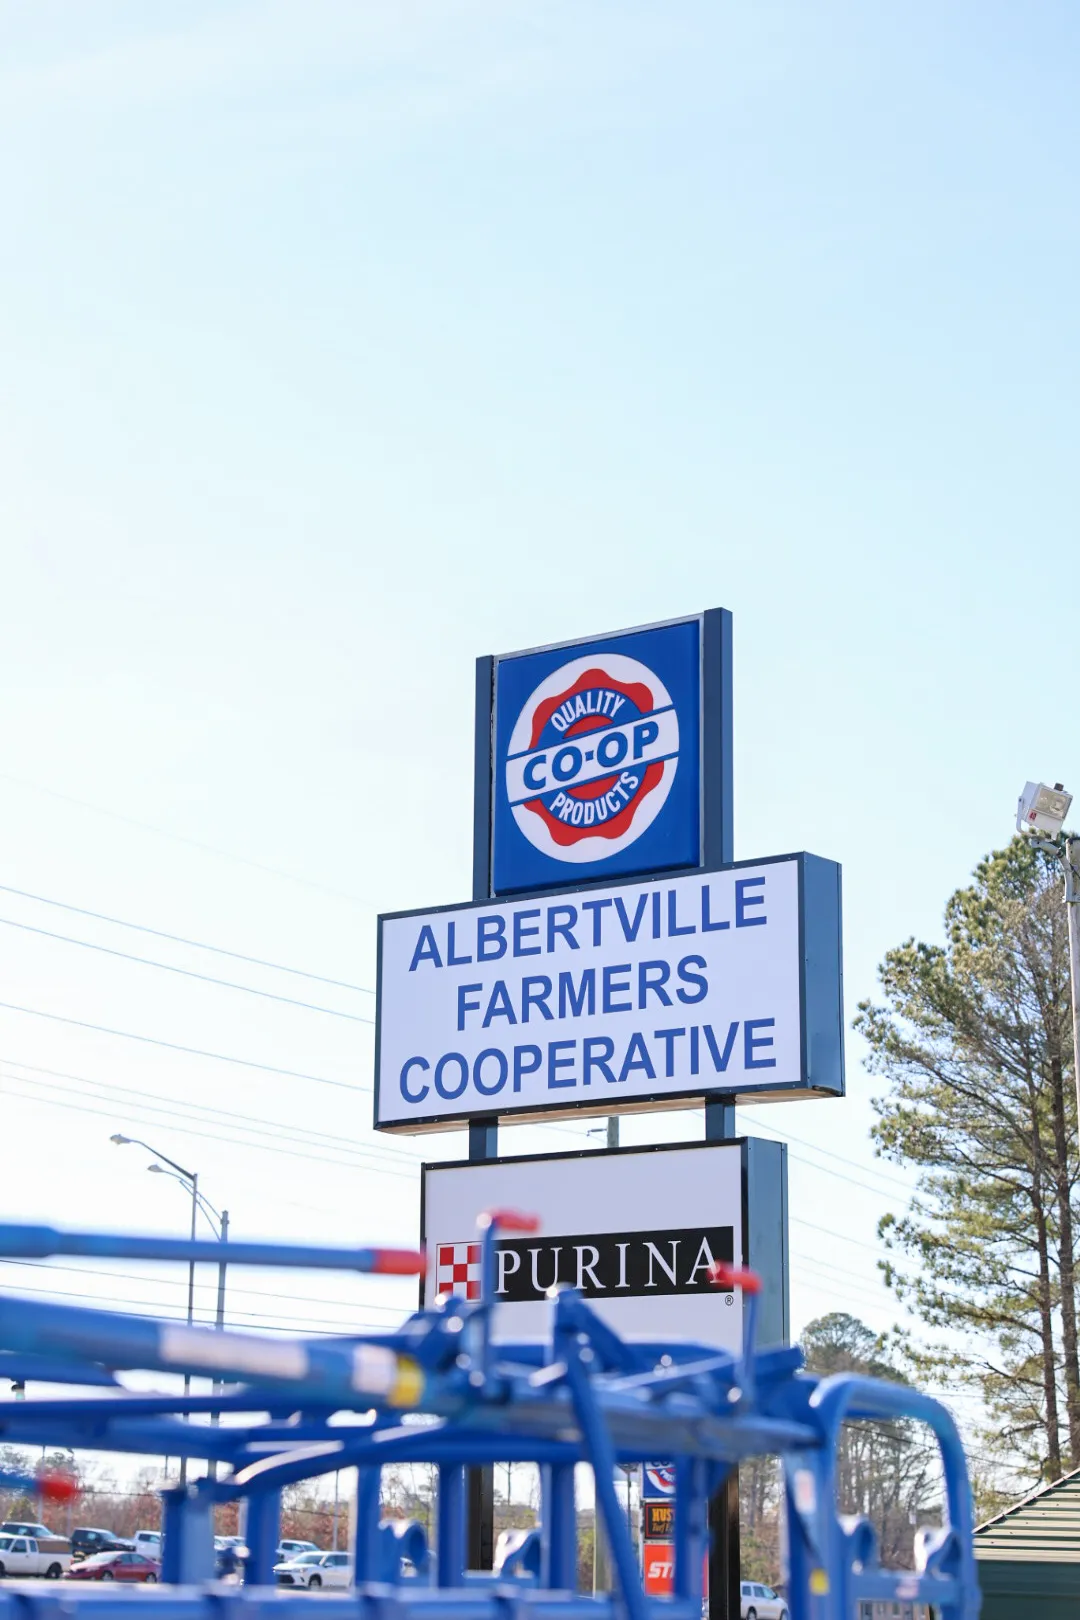 QUALITY
CO-OP
PRODUCTS
ALBERTVILLE
FARMERS
COOPERATIVE
PURINA
®